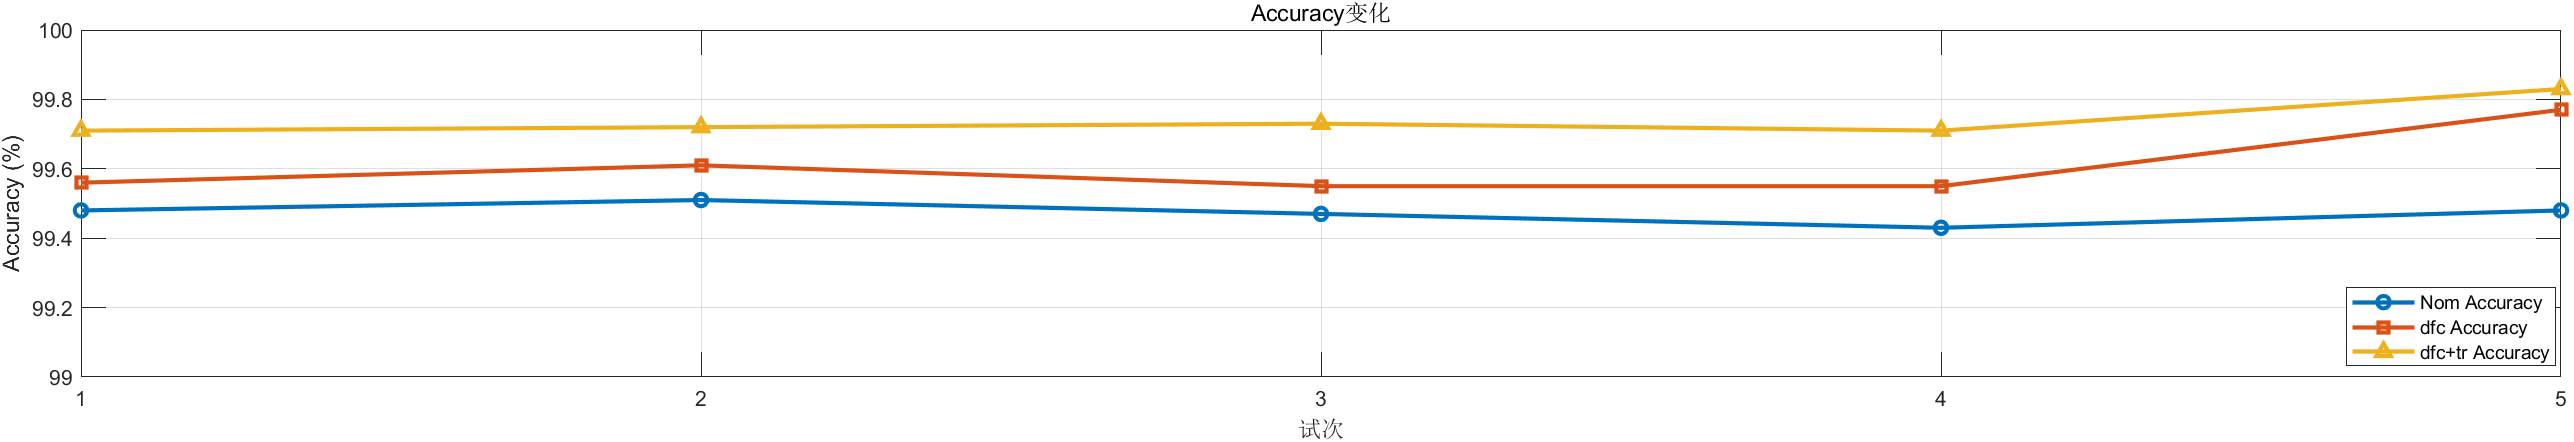 Accuracy变化
100
99.8
99.6
99.4
99.2
99
Accuracy (%)
1 2 3 4 5
试次
Nom Accuracy
dfc Accuracy
dfc+tr Accuracy